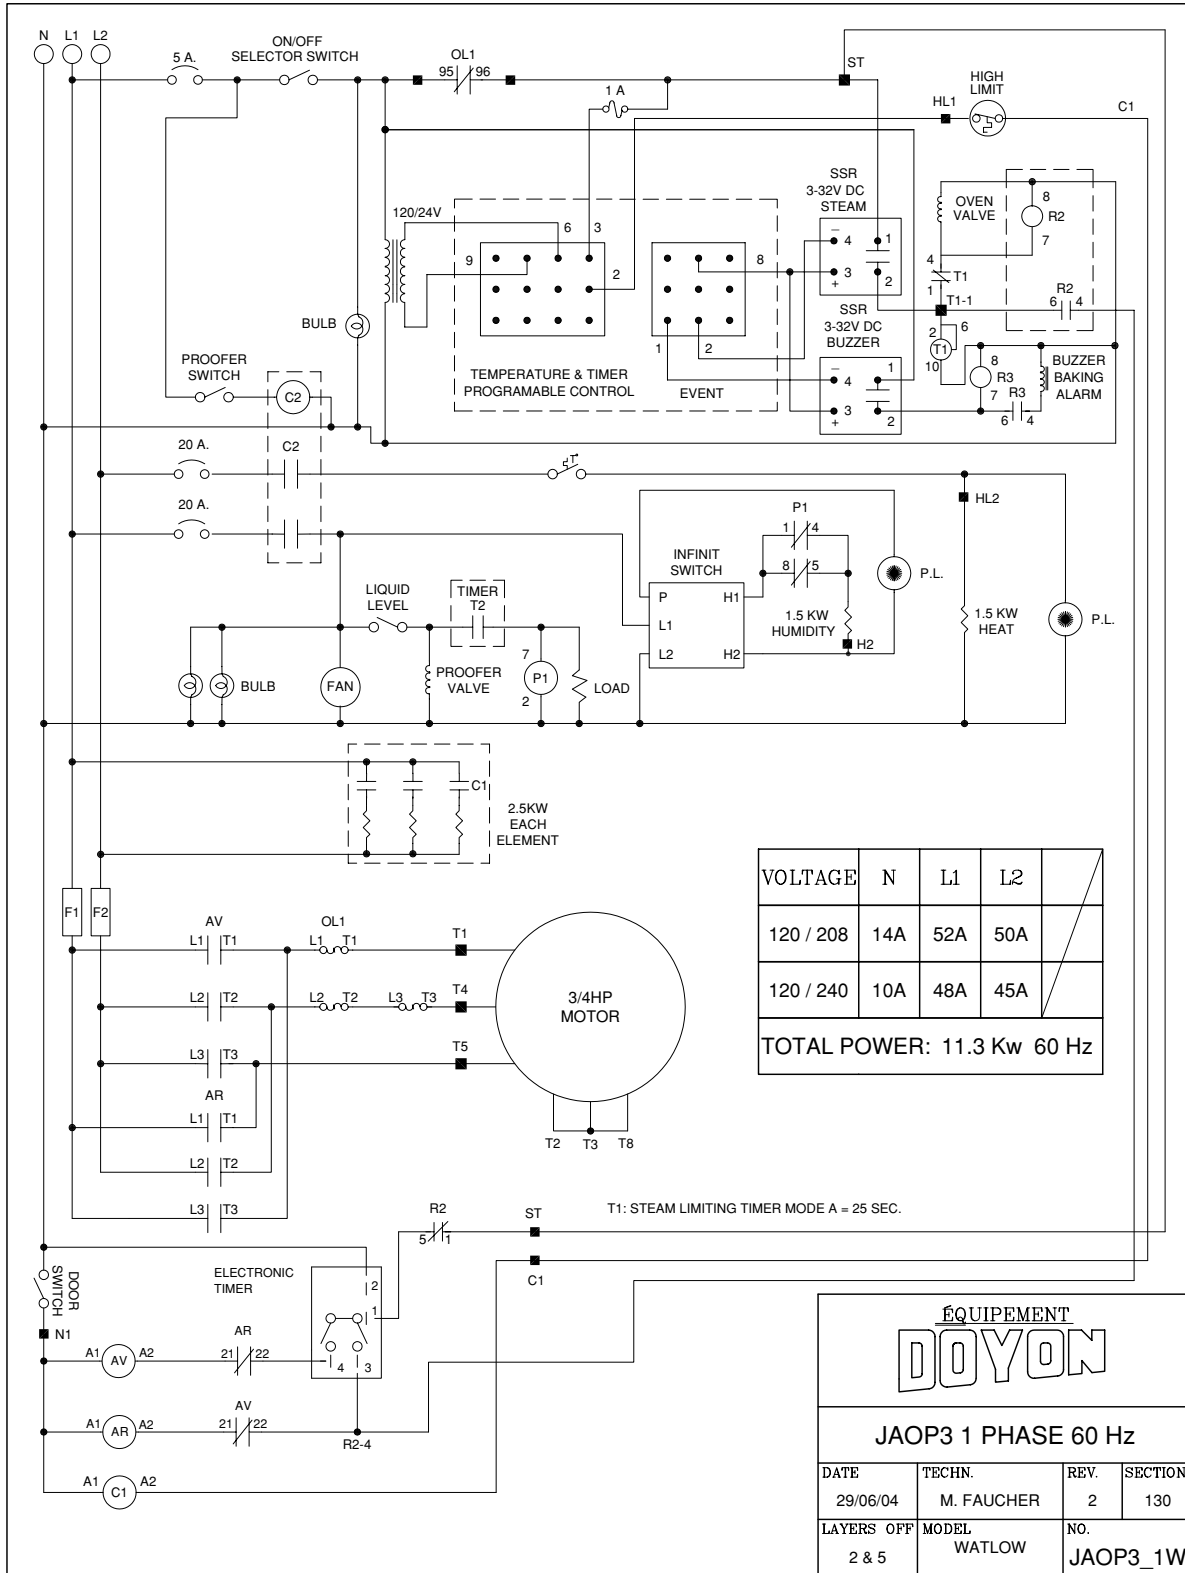 N L1 L2
5 A.
ON/OFF
SELECTOR SWITCH
OL1
95 96
1 A
ST
HIGH
LIMIT
HL1
C1
SSR
3-32V DC
STEAM
– 4 1
3 2
+
OVEN
VALVE
8
R2
7
4
T1
1
T1-1
R2
6 4
2 6
T1
10
120/24V
6 3
9
2
8
1 2
TEMPERATURE & TIMER
PROGRAMABLE CONTROL
EVENT
SSR
3-32V DC
BUZZER
– 4 1
3 2
+
8
R3
7
R3
6 4
BUZZER
BAKING
ALARM
BULB
PROOFER
SWITCH
C2
20 A.
C2
20 A.
T°
HL2
P1
1 4
8 5
INFINIT
SWITCH
P H1
L1
L2 H2
1.5 KW
HUMIDITY
H2
P.L.
1.5 KW
HEAT
P.L.
LIQUID
LEVEL
TIMER
T2
BULB
FAN
PROOFER
VALVE
7
P1
2
LOAD
C1
2.5KW
EACH
ELEMENT
F1 F2
VOLTAGE N L1 L2
120 / 208 14A 52A 50A
120 / 240 10A 48A 45A
TOTAL POWER: 11.3 Kw 60 Hz
AV
L1 T1
OL1
L1 T1
T1
L2 T2
L2 T2
L3 T3
T4
L3 T3
T5
3/4HP
MOTOR
AR
L1 T1
L2 T2
L3 T3
T2 T3 T8
R2
5 1
ST
T1: STEAM LIMITING TIMER MODE A = 25 SEC.
C1
DOOR
SWITCH
ELECTRONIC
TIMER
2
1
4 3
N1
A1 AV A2
AR
21 22
A1 AR A2
AV
21 22
R2-4
A1 C1 A2
ÉQUIPEMENT
DOYON
JAOP3 1 PHASE 60 Hz
DATE TECHN. REV. SECTION
29/06/04 M. FAUCHER 2 130
LAYERS OFF MODEL NO.
2 & 5 WATLOW JAOP3_1W